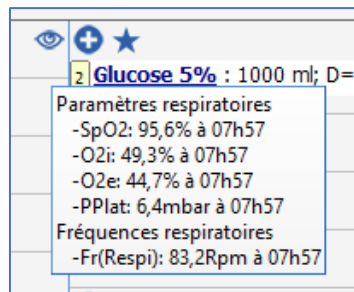 2 Glucose 5% : 1000 ml; D=
Paramètres respiratoires
-SpO2: 95,6% à 07h57
-O2i: 49,3% à 07h57
-O2e: 44,7% à 07h57
-PPlat: 6,4mbar à 07h57
Fréquences respiratoires
-Fr(Respi): 83,2Rpm à 07h57